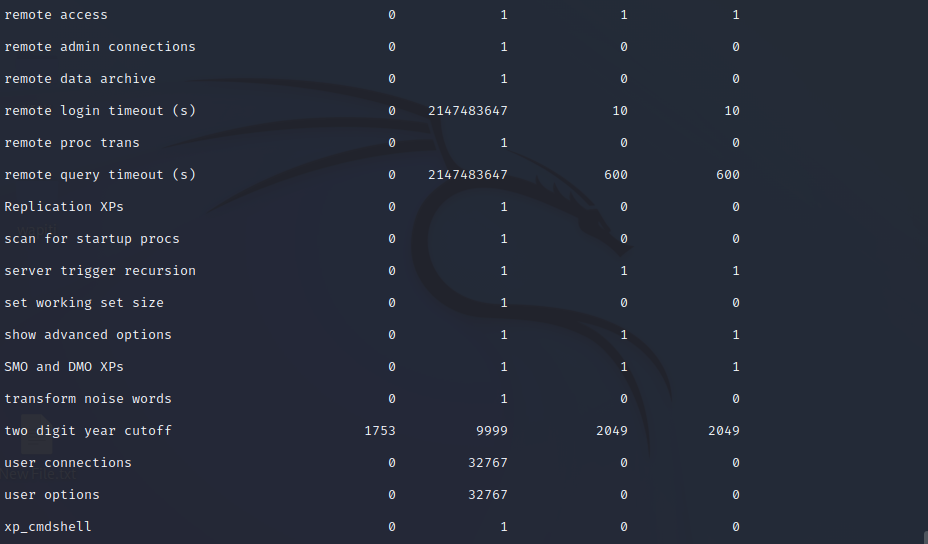 remote access 0 1 1 1
remote admin connections 0 1 0 0
remote data archive 0 1 0 0
remote login timeout (s) 0 2147483647 10 10
remote proc trans 0 1 0 0
remote query timeout (s) 0 2147483647 600 600
Replication XPs 0 1 0 0
scan for startup procs 0 1 0 0
server trigger recursion 0 1 1 1
set working set size 0 1 0 0
show advanced options 0 1 1 1
SMO and DMO XPs 0 1 1 1
transform noise words 0 1 0 0
two digit year cutoff 1753 9999 2049 2049
user connections 0 32767 0 0
user options 0 32767 0 0
xp_cmdshell 0 1 0 0